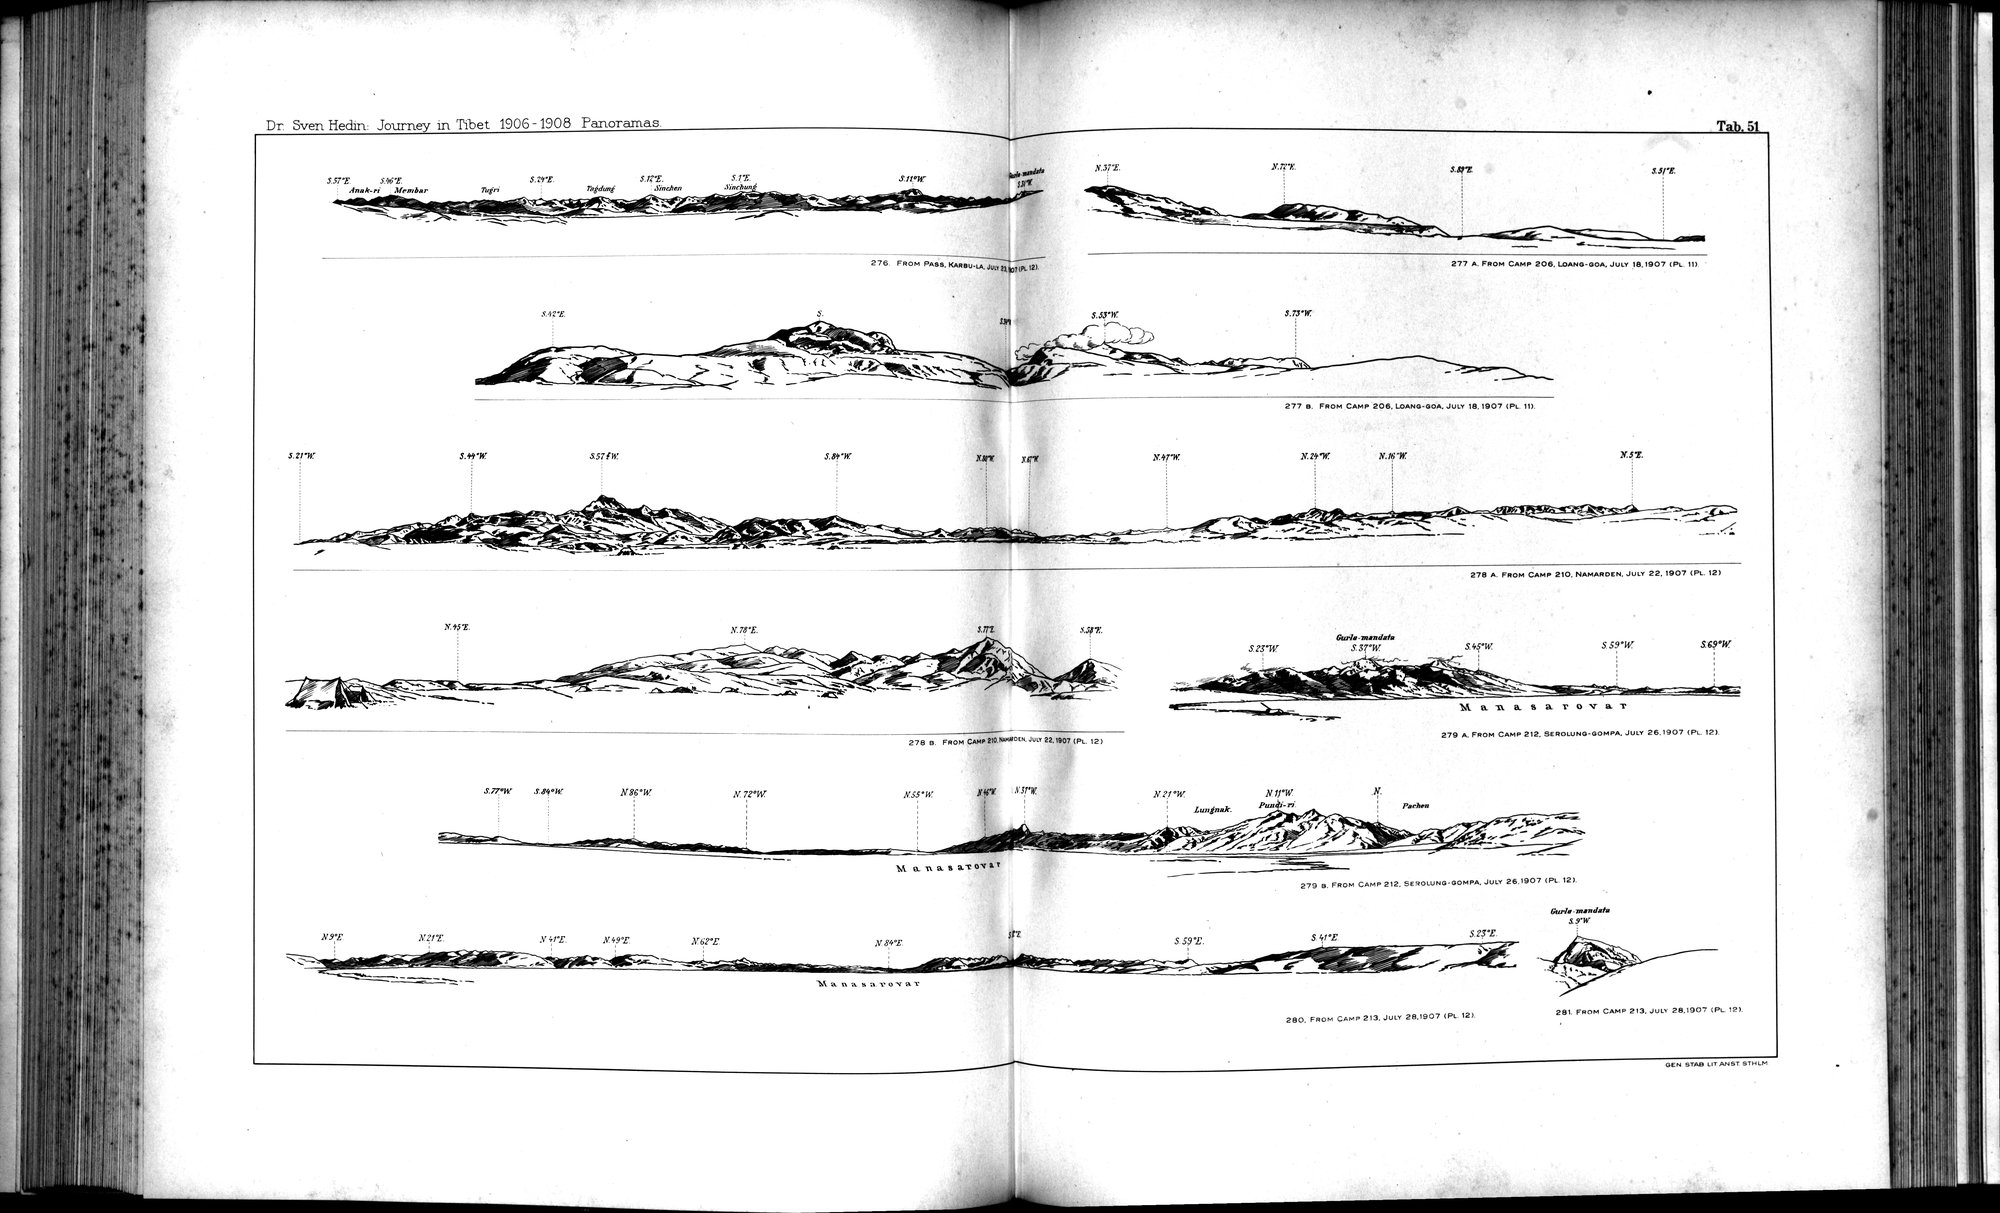 Dr. Sven Hedin: Journey in Tibet 1906-1908 Panoramas.
Tab. 51
S.57°E. S.46°E. S.24°E. S.12°E. S.1°E. S.11°W. Gurla-mandata
Anak-ri Membar Tugri Tagdung Sinchen Sinchung S.21°W.
276. FROM PASS, KARBU-LA, JULY 23, 1907 (PL. 12).
N.37°E. N.72°E. S.89°E. S.51°E.
277 A. FROM CAMP 206, LOANG-GOA, JULY 18, 1907 (PL. 11).
S.42°E. S. S.53°W. S.73°W.
277 B. FROM CAMP 206, LOANG-GOA, JULY 18, 1907 (PL. 11).
S.21°W. S.44°W. S.57°W. S.84°W. N.80°W. N.67°W. N.47°W. N.24°W. N.16°W. N.5°E.
278 A. FROM CAMP 210, NAMARDEN, JULY 22, 1907 (PL. 12)
N.45°E. N.78°E. S.77°E. S.58°E.
278 B. FROM CAMP 210, NAMARDEN, JULY 22, 1907 (PL. 12)
Gurla-mandata
S.23°W. S.37°W. S.45°W. S.59°W. S.69°W.
Manasarovar
279 A. FROM CAMP 212, SEROLUNG-GOMPA, JULY 26, 1907 (PL. 12).
S.77°W. S.84°W. N.86°W. N.72°W. N.55°W. N.46°W. N.37°W. N.21°W. N.11°W. N.
Lungnak. Pundi-ri Pachen
Manasarovar
279 B. FROM CAMP 212, SEROLUNG-GOMPA, JULY 26, 1907 (PL. 12).
N.9°E. N.21°E. N.41°E. N.49°E. N.62°E. N.84°E. S.59°E. S.41°E. S.23°E.
Manasarovar
280. FROM CAMP 213, JULY 28, 1907 (PL. 12).
Gurla-mandata
S.9°W.
281. FROM CAMP 213, JULY 28, 1907 (PL. 12).
GEN. STAB. LIT. ANST. STHLM